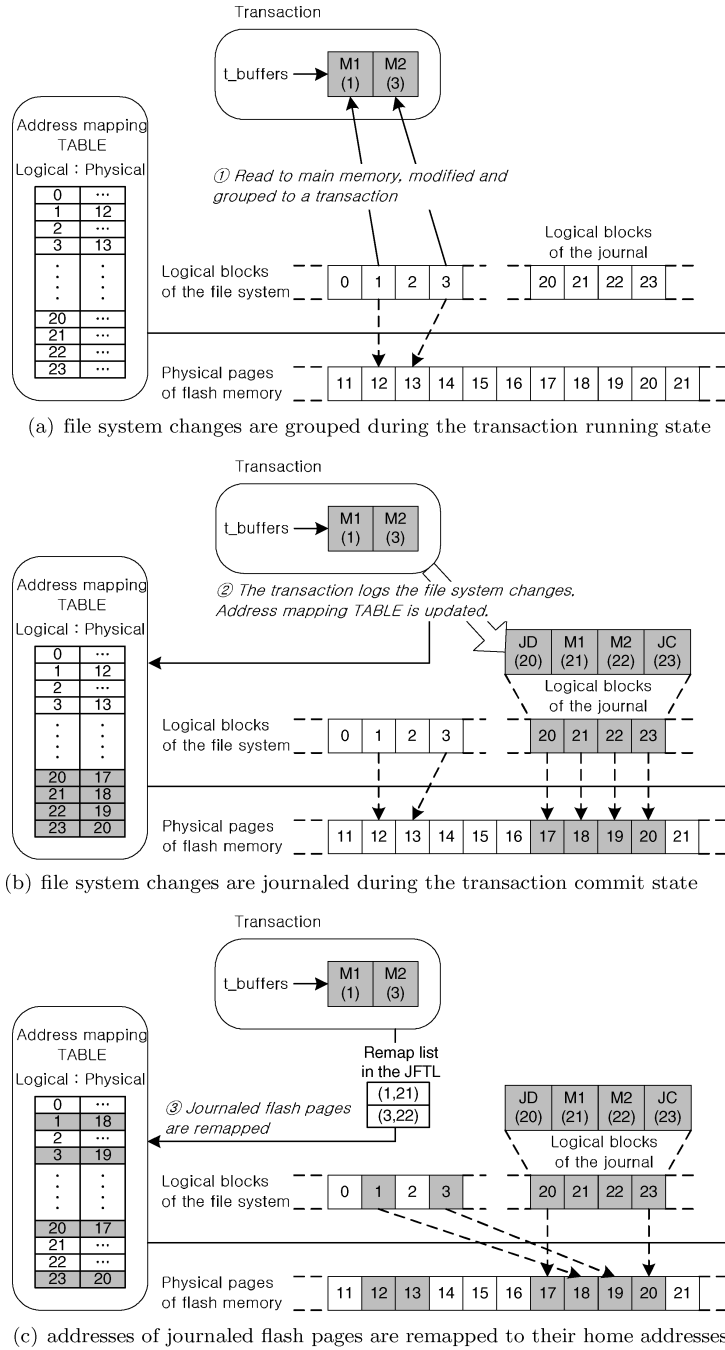 Transaction
t_buffers
M1 M2
(1) (3)
Address mapping
TABLE
Logical : Physical
0 ···
1 12
2 ···
3 13
20 ···
21 ···
22 ···
23 ···
① Read to main memory, modified and
grouped to a transaction
Logical blocks
of the journal
Logical blocks
of the file system
0 1 2 3
20 21 22 23
Physical pages
of flash memory
11 12 13 14 15 16 17 18 19 20 21
(a) file system changes are grouped during the transaction running state
Transaction
t_buffers
M1 M2
(1) (3)
Address mapping
TABLE
Logical : Physical
0 ···
1 12
2 ···
3 13
20 17
21 18
22 19
23 20
② The transaction logs the file system changes.
Address mapping TABLE is updated.
JD M1 M2 JC
(20) (21) (22) (23)
Logical blocks
of the journal
Logical blocks
of the file system
0 1 2 3
20 21 22 23
Physical pages
of flash memory
11 12 13 14 15 16 17 18 19 20 21
(b) file system changes are journaled during the transaction commit state
Transaction
t_buffers
M1 M2
(1) (3)
Remap list
in the JFTL
(1,21)
(3,22)
Address mapping
TABLE
Logical : Physical
0 ···
1 18
2 ···
3 19
20 17
21 ···
22 ···
23 20
③ Journaled flash pages
are remapped
JD M1 M2 JC
(20) (21) (22) (23)
Logical blocks
of the journal
Logical blocks
of the file system
0 1 2 3
20 21 22 23
Physical pages
of flash memory
11 12 13 14 15 16 17 18 19 20 21
(c) addresses of journaled flash pages are remapped to their home addresses